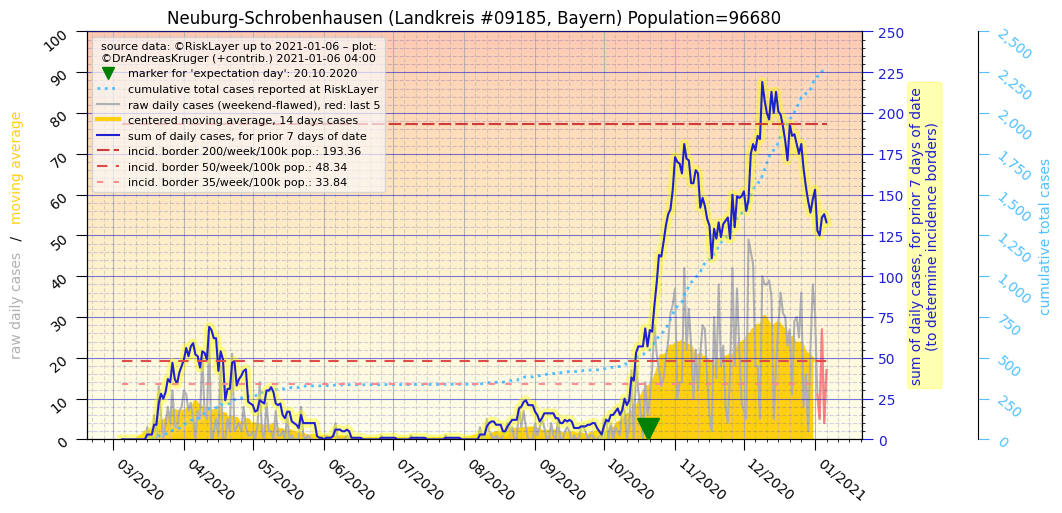 Neuburg-Schrobenhausen (Landkreis #09185, Bayern) Population=96680
source data: ©RiskLayer up to 2021-01-06 – plot:
©DrAndreasKruger (+contrib.) 2021-01-06 04:00
marker for 'expectation day': 20.10.2020
cumulative total cases reported at RiskLayer
raw daily cases (weekend-flawed), red: last 5
centered moving average, 14 days cases
sum of daily cases, for prior 7 days of date
incid. border 200/week/100k pop.: 193.36
incid. border 50/week/100k pop.: 48.34
incid. border 35/week/100k pop.: 33.84
raw daily cases / moving average
100
90
80
70
60
50
40
30
20
10
0
03/2020
04/2020
05/2020
06/2020
07/2020
08/2020
09/2020
10/2020
11/2020
12/2020
01/2021
250
225
200
175
150
125
100
75
50
25
0
sum of daily cases, for prior 7 days of date
(to determine incidence borders)
2,500
2,250
2,000
1,750
1,500
1,250
1,000
750
500
250
0
cumulative total cases